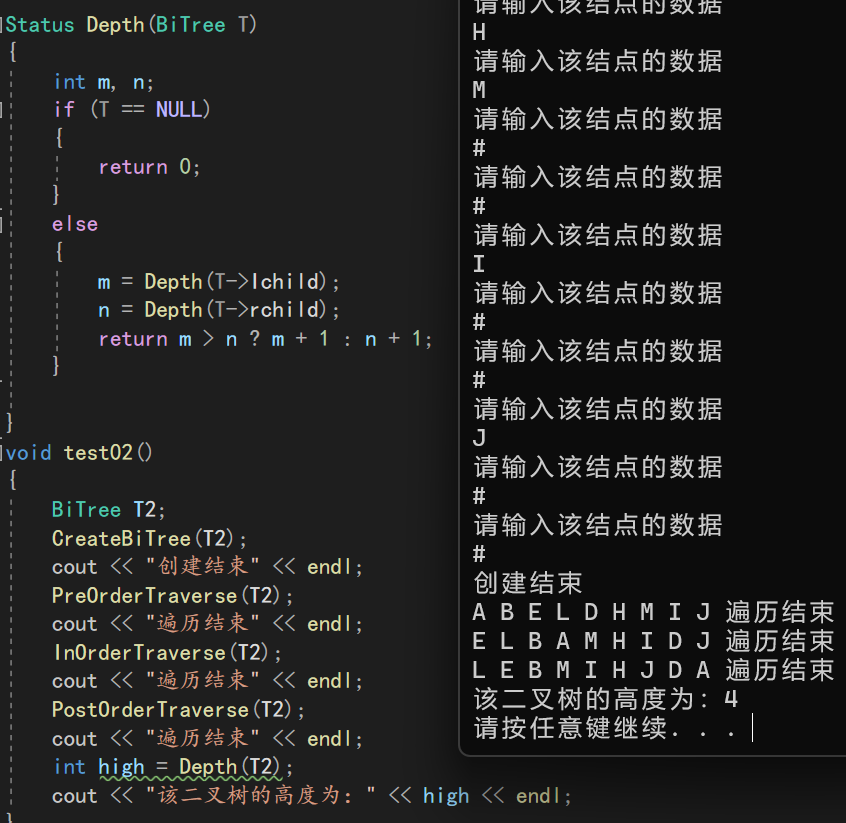 Status Depth(BiTree T)
{
int m, n;
if (T == NULL)
{
return 0;
}
else
{
m = Depth(T->lchild);
n = Depth(T->rchild);
return m > n ? m + 1 : n + 1;
}
}
void test02()
{
BiTree T2;
CreateBiTree(T2);
cout << "创建结束" << endl;
PreOrderTraverse(T2);
cout << "遍历结束" << endl;
InOrderTraverse(T2);
cout << "遍历结束" << endl;
PostOrderTraverse(T2);
cout << "遍历结束" << endl;
int high = Depth(T2);
cout << "该二叉树的高度为：" << high << endl;
}
请输入该结点的数据
H
请输入该结点的数据
M
请输入该结点的数据
#
请输入该结点的数据
#
请输入该结点的数据
I
请输入该结点的数据
#
请输入该结点的数据
#
请输入该结点的数据
J
请输入该结点的数据
#
请输入该结点的数据
#
创建结束
A B E L D H M I J 遍历结束
E L B A M H I D J 遍历结束
L E B M I H J D A 遍历结束
该二叉树的高度为：4
请按任意键继续. . .